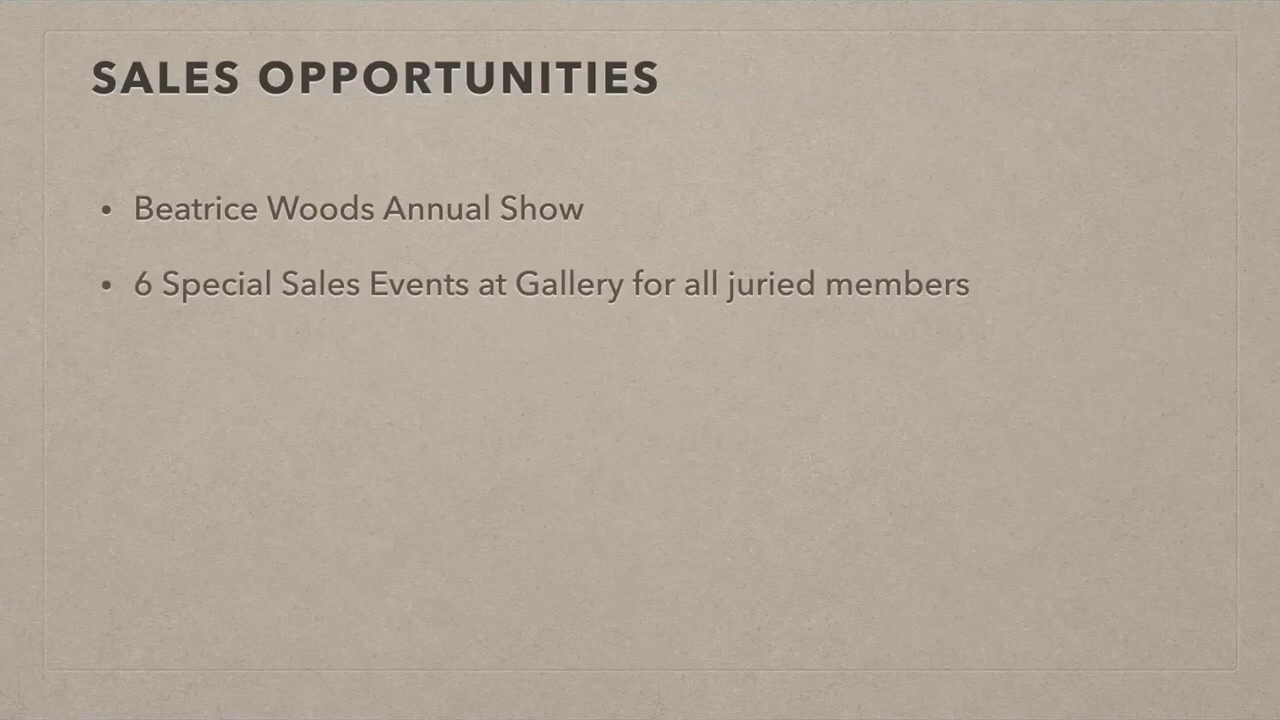 SALES OPPORTUNITIES
• Beatrice Woods Annual Show
• 6 Special Sales Events at Gallery for all juried members